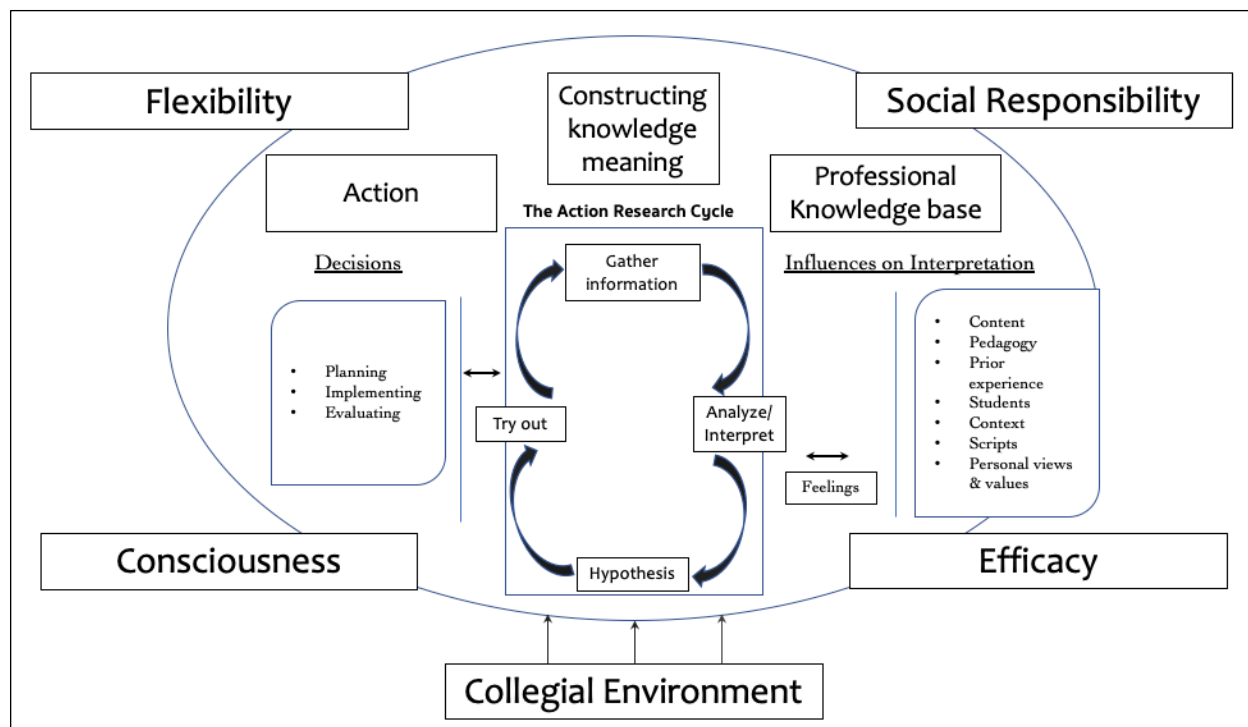 Flexibility
Constructing
knowledge
meaning
Social Responsibility
Action
Professional
Knowledge base
The Action Research Cycle
Decisions
Gather
information
Influences on Interpretation
• Planning
• Implementing
• Evaluating
Try out
Analyze/
Interpret
Feelings
• Content
• Pedagogy
• Prior
experience
• Students
• Context
• Scripts
• Personal views
& values
Hypothesis
Consciousness
Efficacy
Collegial Environment